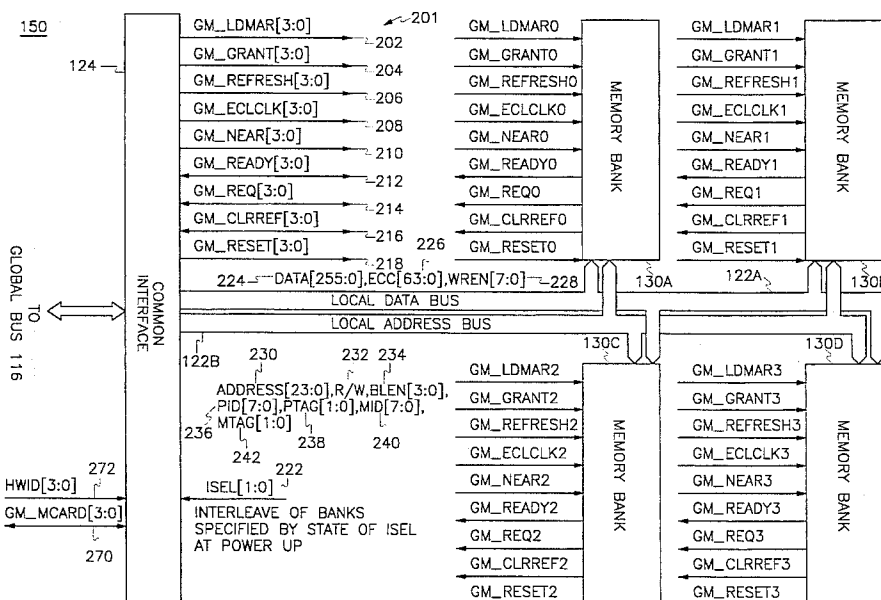 150
124
GM_LDMAR[3:0]
202
GM_GRANT[3:0]
204
GM_REFRESH[3:0]
206
GM_ECLCLK[3:0]
208
GM_NEAR[3:0]
210
GM_READY[3:0]
212
GM_REQ[3:0]
214
GM_CLRREF[3:0]
216
GM_RESET[3:0]
218
201
GM_LDMAR0
GM_GRANT0
GM_REFRESH0
GM_ECLCLK0
GM_NEAR0
GM_READY0
GM_REQ0
GM_CLRREF0
GM_RESET0
MEMORY BANK
130A
GM_LDMAR1
GM_GRANT1
GM_REFRESH1
GM_ECLCLK1
GM_NEAR1
GM_READY1
GM_REQ1
GM_CLRREF1
GM_RESET1
MEMORY BANK
122A
226
224
DATA[255:0],ECC[63:0],WREN[7:0]
228
LOCAL DATA BUS
LOCAL ADDRESS BUS
122B
TO
GLOBAL BUS 116
COMMON
INTERFACE
230
232
234
ADDRESS[23:0],R/W,BLEN[3:0],
PID[7:0],PTAG[1:0],MID[7:0],
MTAG[1:0]
236
238
240
242
222
ISEL[1:0]
INTERLEAVE OF BANKS
SPECIFIED BY STATE OF ISEL
AT POWER UP
272
HWID[3:0]
GM_MCARD[3:0]
270
130C
GM_LDMAR2
GM_GRANT2
GM_REFRESH2
GM_ECLCLK2
GM_NEAR2
GM_READY2
GM_REQ2
GM_CLRREF2
GM_RESET2
MEMORY BANK
130D
GM_LDMAR3
GM_GRANT3
GM_REFRESH3
GM_ECLCLK3
GM_NEAR3
GM_READY3
GM_REQ3
GM_CLRREF3
GM_RESET3
MEMORY BANK